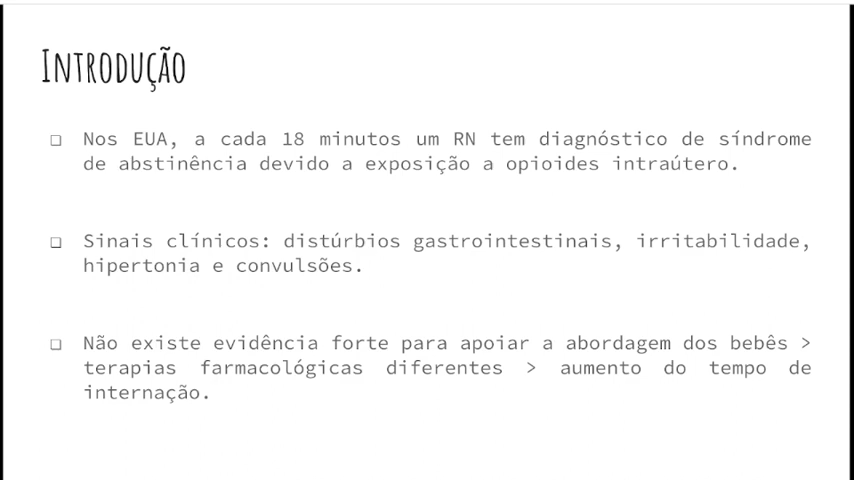 Introdução
❑ Nos EUA, a cada 18 minutos um RN tem diagnóstico de síndrome
de abstinência devido a exposição a opioides intraútero.
❑ Sinais clínicos: distúrbios gastrointestinais, irritabilidade,
hipertonia e convulsões.
❑ Não existe evidência forte para apoiar a abordagem dos bebês >
terapias farmacológicas diferentes > aumento do tempo de
internação.